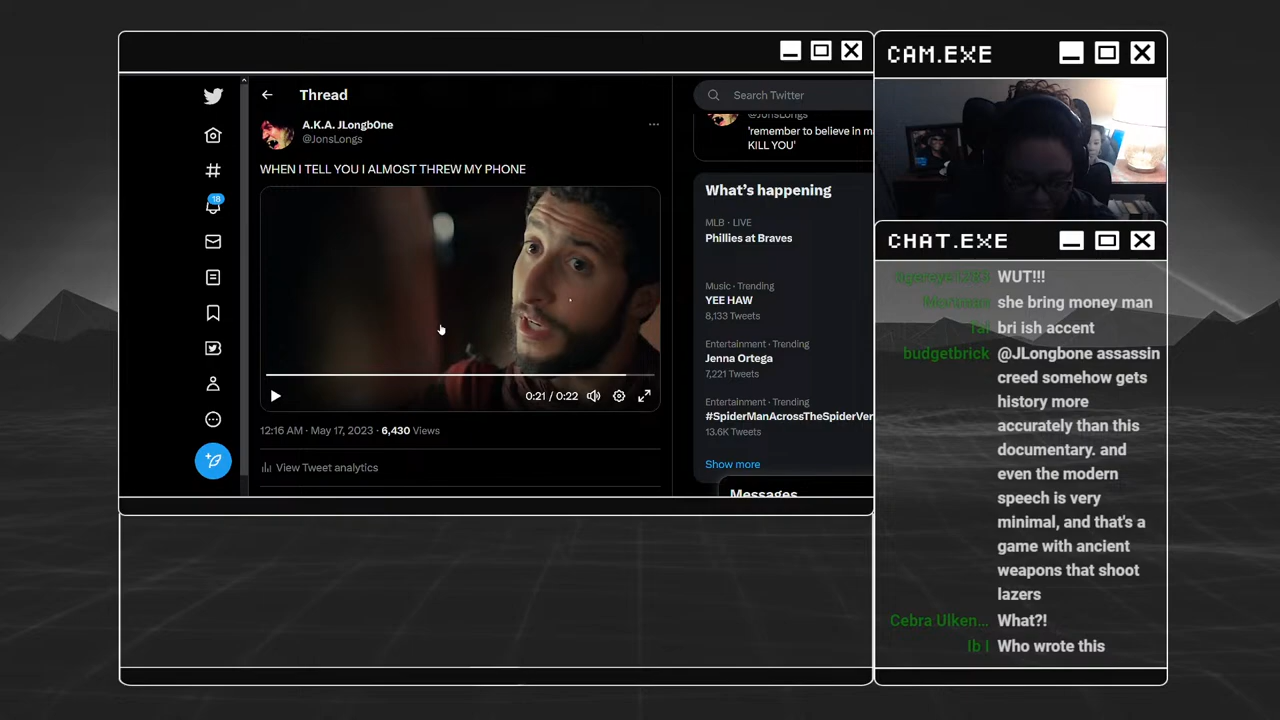 CAM.EXE
Thread
Search Twitter
A.K.A. JLongbOne
@JonsLongs
@JonsLongs
'remember to believe in m
KILL YOU'
WHEN I TELL YOU I ALMOST THREW MY PHONE
18
0:21 / 0:22
12:16 AM · May 17, 2023 · 6,430 Views
View Tweet analytics
What's happening
MLB · LIVE
Phillies at Braves
Music · Trending
YEE HAW
8,133 Tweets
Entertainment · Trending
Jenna Ortega
7,221 Tweets
Entertainment · Trending
#SpiderManAcrossTheSpiderVer
13.6K Tweets
Show more
Messages
CHAT.EXE
WUT!!!
she bring money man
Tai bri ish accent
budgetbrick @JLongbone assassin
creed somehow gets
history more
accurately than this
documentary. and
even the modern
speech is very
minimal, and that's a
game with ancient
weapons that shoot
lazers
Cebra Ulken... What?!
Ib I Who wrote this